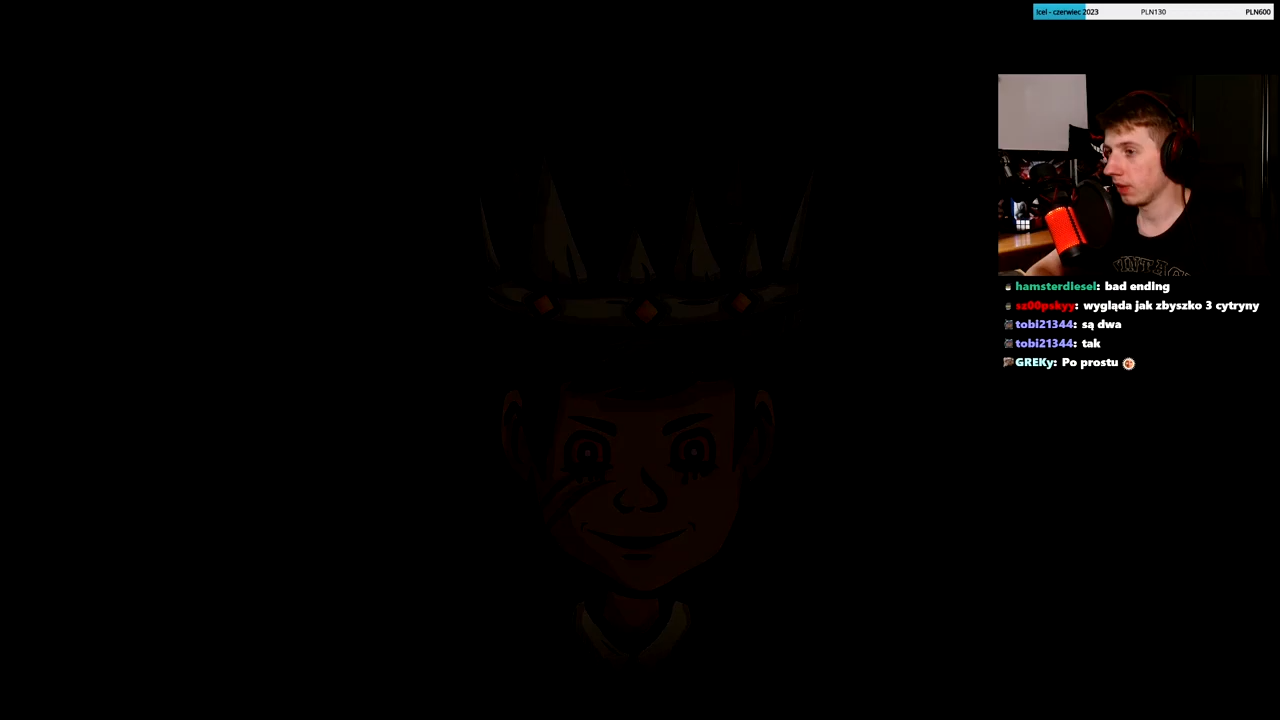 Icel - czerwiec 2023 PLN130 PLN600
hamsterdiesel: bad ending
sz00pskyy: wygląda jak zbyszko 3 cytryny
tobi21344: są dwa
tobi21344: tak
GREKy: Po prostu